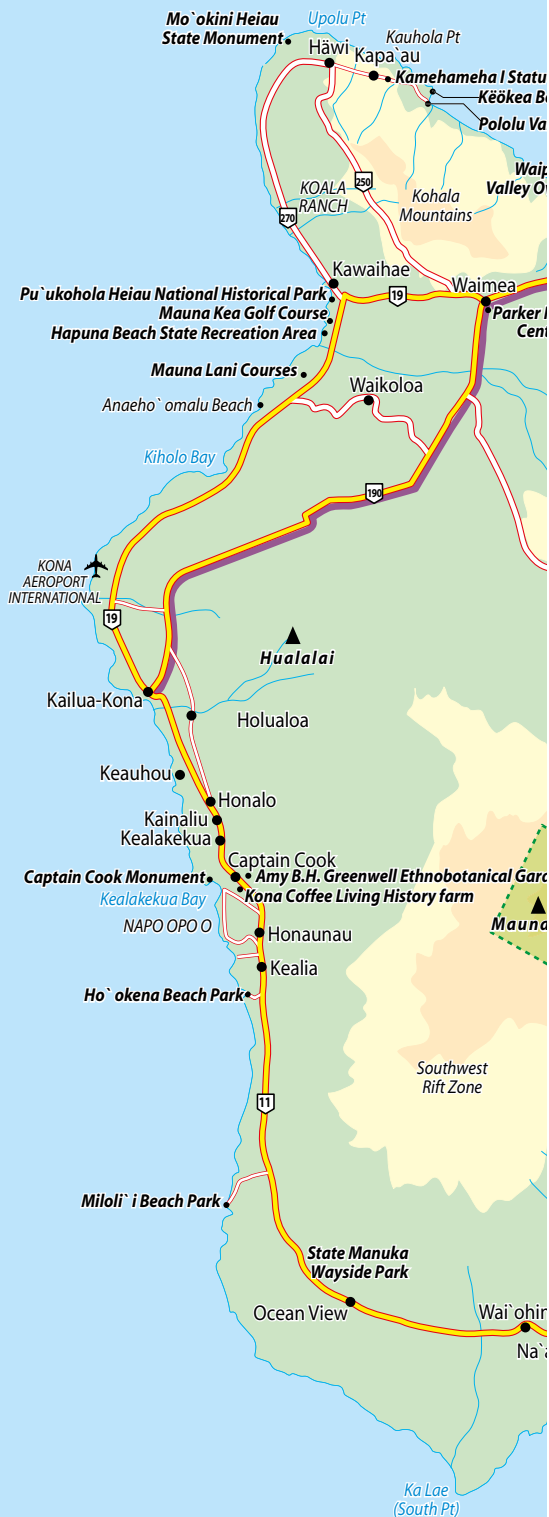 Mo`okini Heiau
State Monument
Upolu Pt
Kauhola Pt
Häwi
Kapa`au
Kamehameha I Statu
Këökea Be
Pololu Va
Waip
Valley Ov
250
KOALA
RANCH
Kohala
Mountains
270
Kawaihae
Waimea
19
Pu`ukohola Heiau National Historical Park
Mauna Kea Golf Course
Hapuna Beach State Recreation Area
Parker
Cent
Mauna Lani Courses
Waikoloa
Anaeho` omalu Beach
Kiholo Bay
190
KONA
AEROPORT
INTERNATIONAL
19
Hualalai
Kailua-Kona
Holualoa
Keauhou
Honalo
Kainaliu
Kealakekua
Captain Cook
Captain Cook Monument
Amy B.H. Greenwell Ethnobotanical Gard
Kealakekua Bay
Kona Coffee Living History farm
NAPO OPO O
Mauna
Honaunau
Kealia
Ho` okena Beach Park
Southwest
Rift Zone
11
Miloli` i Beach Park
State Manuka
Wayside Park
Ocean View
Wai`ohin
Na`a
Ka Lae
(South Pt)